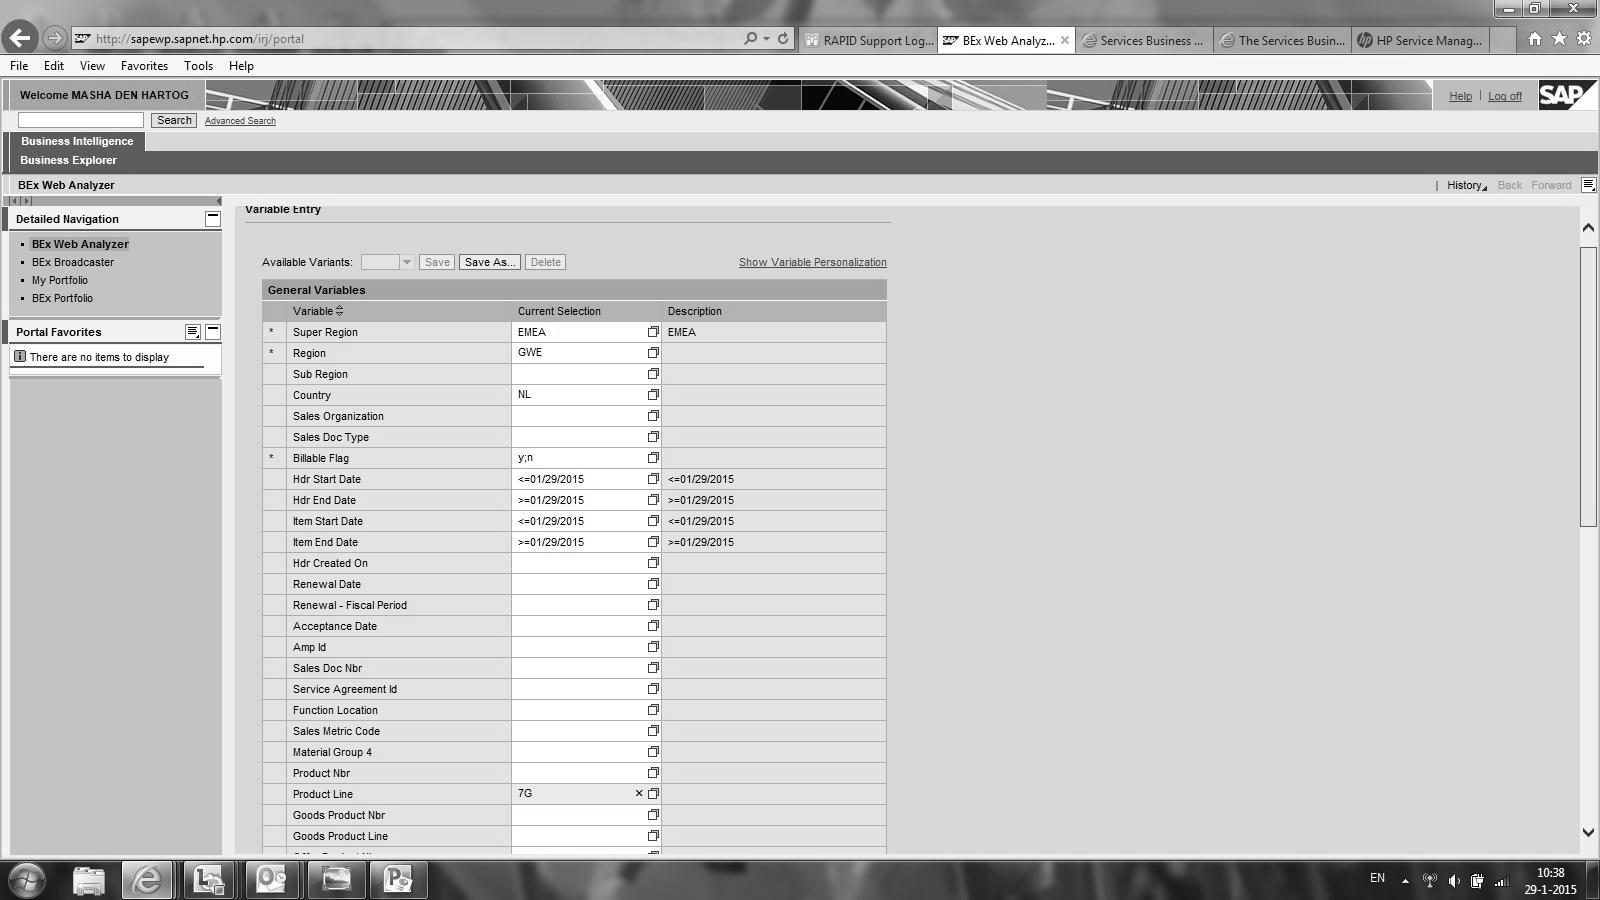 http://sapewp.sapnet.hp.com/irj/portal
RAPID Support Log...
BEx Web Analyz...
Services Business ...
The Services Busin...
HP Service Manag...
File Edit View Favorites Tools Help
Welcome MASHA DEN HARTOG
Help Log off
SAP
Search Advanced Search
Business Intelligence
Business Explorer
BEx Web Analyzer
History Back Forward
Detailed Navigation
BEx Web Analyzer
BEx Broadcaster
My Portfolio
BEx Portfolio
Portal Favorites
There are no items to display
Variable Entry
Available Variants: Save Save As... Delete Show Variable Personalization
General Variables
Variable Current Selection Description
* Super Region EMEA EMEA
* Region GWE
Sub Region
Country NL
Sales Organization
Sales Doc Type
* Billable Flag y;n
Hdr Start Date <=01/29/2015 <=01/29/2015
Hdr End Date >=01/29/2015 >=01/29/2015
Item Start Date <=01/29/2015 <=01/29/2015
Item End Date >=01/29/2015 >=01/29/2015
Hdr Created On
Renewal Date
Renewal - Fiscal Period
Acceptance Date
Amp Id
Sales Doc Nbr
Service Agreement Id
Function Location
Sales Metric Code
Material Group 4
Product Nbr
Product Line 7G
Goods Product Nbr
Goods Product Line
EN
10:38
29-1-2015